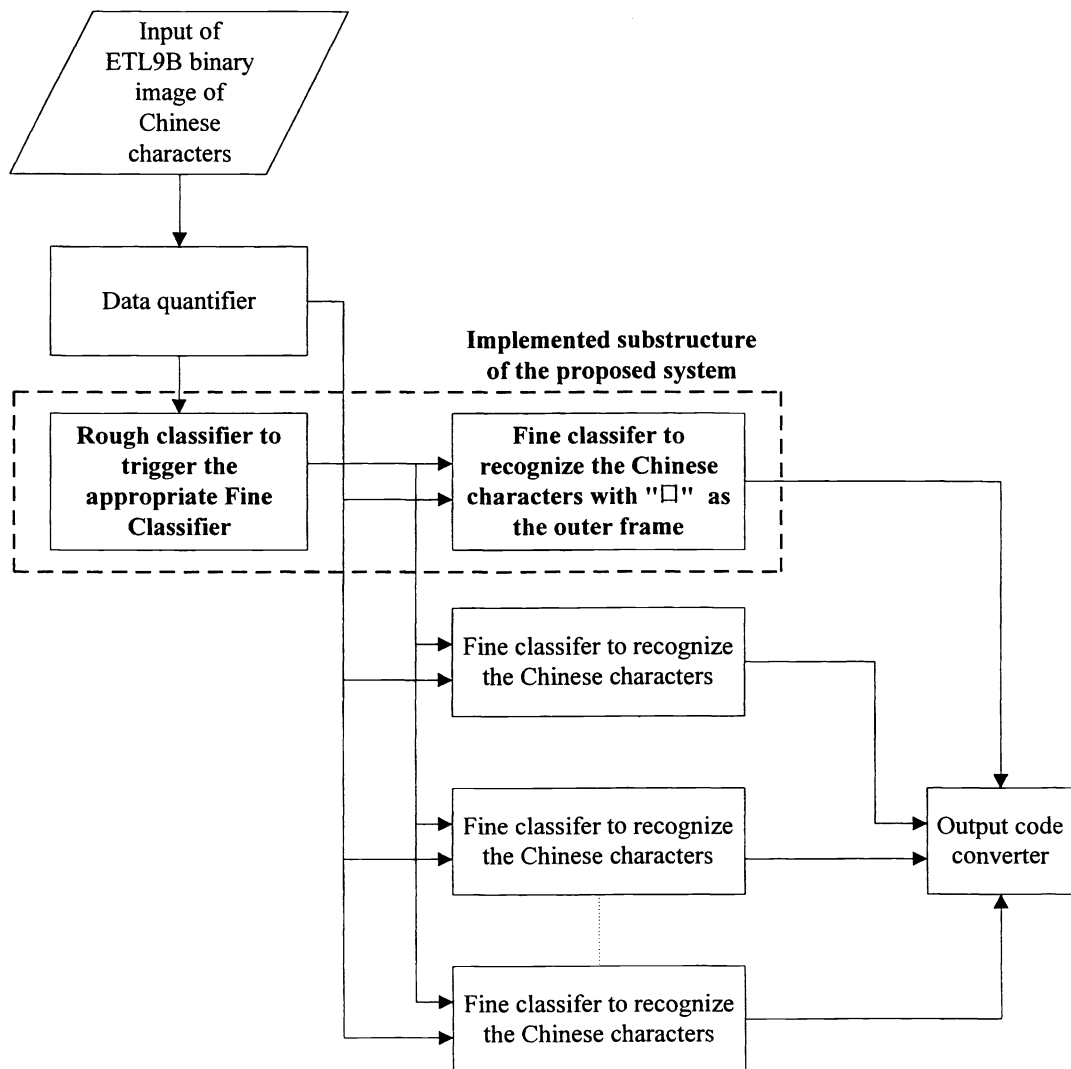 Input of
ETL9B binary
image of
Chinese
characters
Data quantifier
Implemented substructure
of the proposed system
Rough classifier to
trigger the
appropriate Fine
Classifier
Fine classifer to
recognize the Chinese
characters with "口" as
the outer frame
Fine classifer to recognize
the Chinese characters
Fine classifer to recognize
the Chinese characters
Output code
converter
Fine classifer to recognize
the Chinese characters